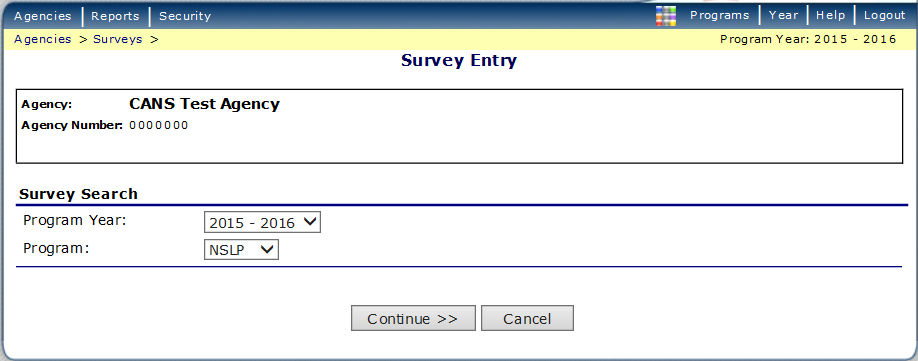 Agencies Reports Security Programs Year Help Logout
Agencies > Surveys > Program Year: 2015 - 2016
Survey Entry
Agency: CANS Test Agency
Agency Number: 0000000
Survey Search
Program Year: 2015 - 2016
Program: NSLP
Continue >> Cancel